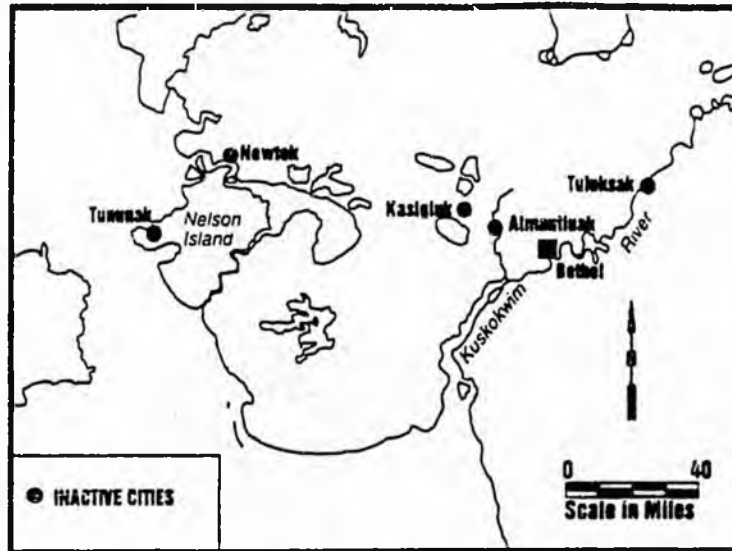 Newtok
Tuluksak
Kasigluk
Tununak
Nelson
Island
Atmautluak
River
Bethel
Kuskokwim
0 40
Scale in Miles
INACTIVE CITIES